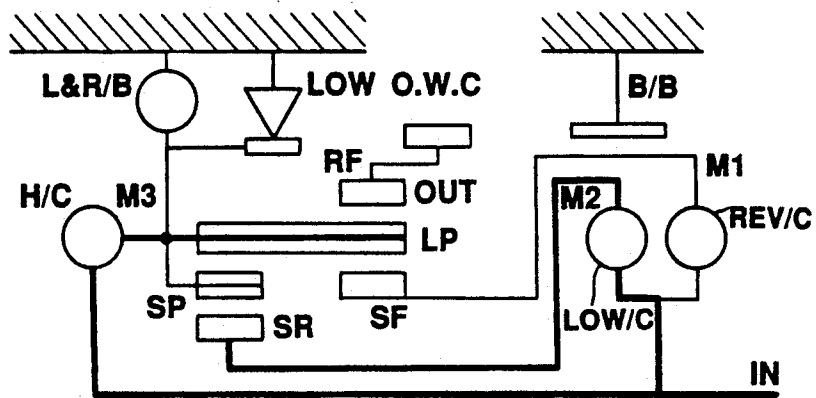 L&R/B
LOW O.W.C
B/B
RF
OUT
M1
H/C
M3
M2
REV/C
LP
SP
SR
SF
LOW/C
IN